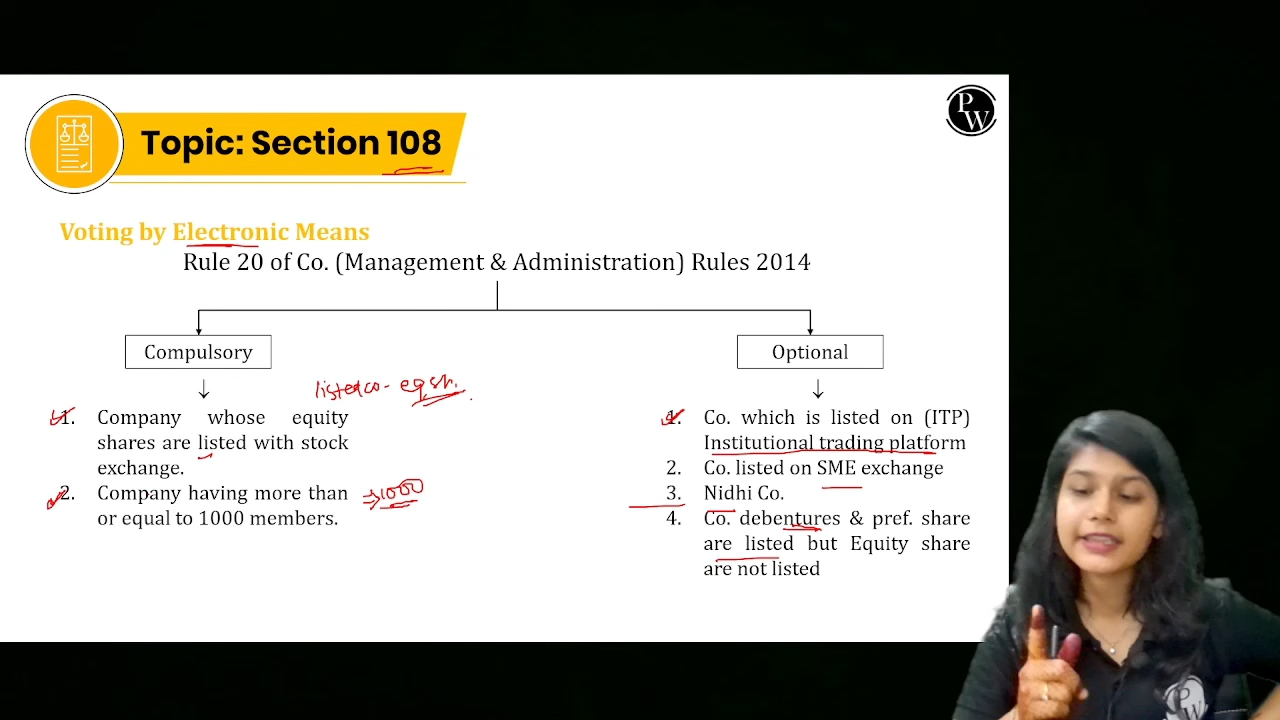 PW
Topic: Section 108
Voting by Electronic Means
Rule 20 of Co. (Management & Administration) Rules 2014
Compulsory
Optional
listed co - eq. sh.
1. Company whose equity
shares are listed with stock
exchange.
2. Company having more than
or equal to 1000 members.
1000
1. Co. which is listed on (ITP)
Institutional trading platform
2. Co. listed on SME exchange
3. Nidhi Co.
4. Co. debentures & pref. share
are listed but Equity share
are not listed
PW